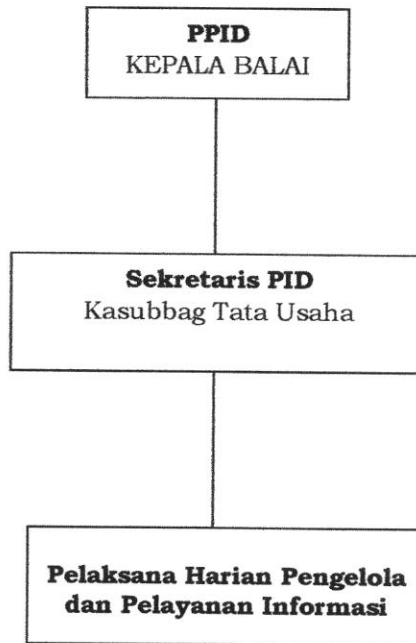 PPID
KEPALA BALAI
Sekretaris PID
Kasubbag Tata Usaha
Pelaksana Harian Pengelola
dan Pelayanan Informasi